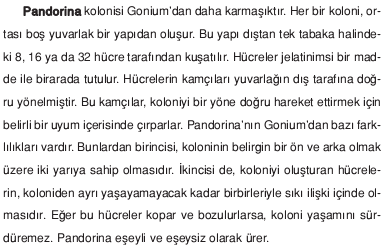 Pandorina kolonisi Gonium'dan daha karmaşıktır. Her bir koloni, or-
tası boş yuvarlak bir yapıdan oluşur. Bu yapı dıştan tek tabaka halinde-
ki 8, 16 ya da 32 hücre tarafından kuşatılır. Hücreler jelatinimsi bir mad-
de ile birarada tutulur. Hücrelerin kamçıları yuvarlağın dış tarafına doğ-
ru yönelmiştir. Bu kamçılar, koloniyi bir yöne doğru hareket ettirmek için
belirli bir uyum içerisinde çırparlar. Pandorina'nın Gonium'dan bazı fark-
lılıkları vardır. Bunlardan birincisi, koloninin belirgin bir ön ve arka olmak
üzere iki yarıya sahip olmasıdır. İkincisi de, koloniyi oluşturan hücrele-
rin, koloniden ayrı yaşayamayacak kadar birbirleriyle sıkı ilişki içinde ol-
masıdır. Eğer bu hücreler kopar ve bozulurlarsa, koloni yaşamını sür-
düremez. Pandorina eşeyli ve eşeysiz olarak ürer.